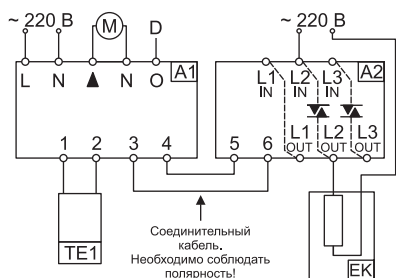 ~ 220 В
М
D
~ 220 В
L N ▲ N O
A1
L1 IN
L2 IN
L3 IN
A2
L1 OUT
L2 OUT
L3 OUT
1 2 3 4
5 6
TE1
EK
Соединительный
кабель.
Необходимо соблюдать
полярность!